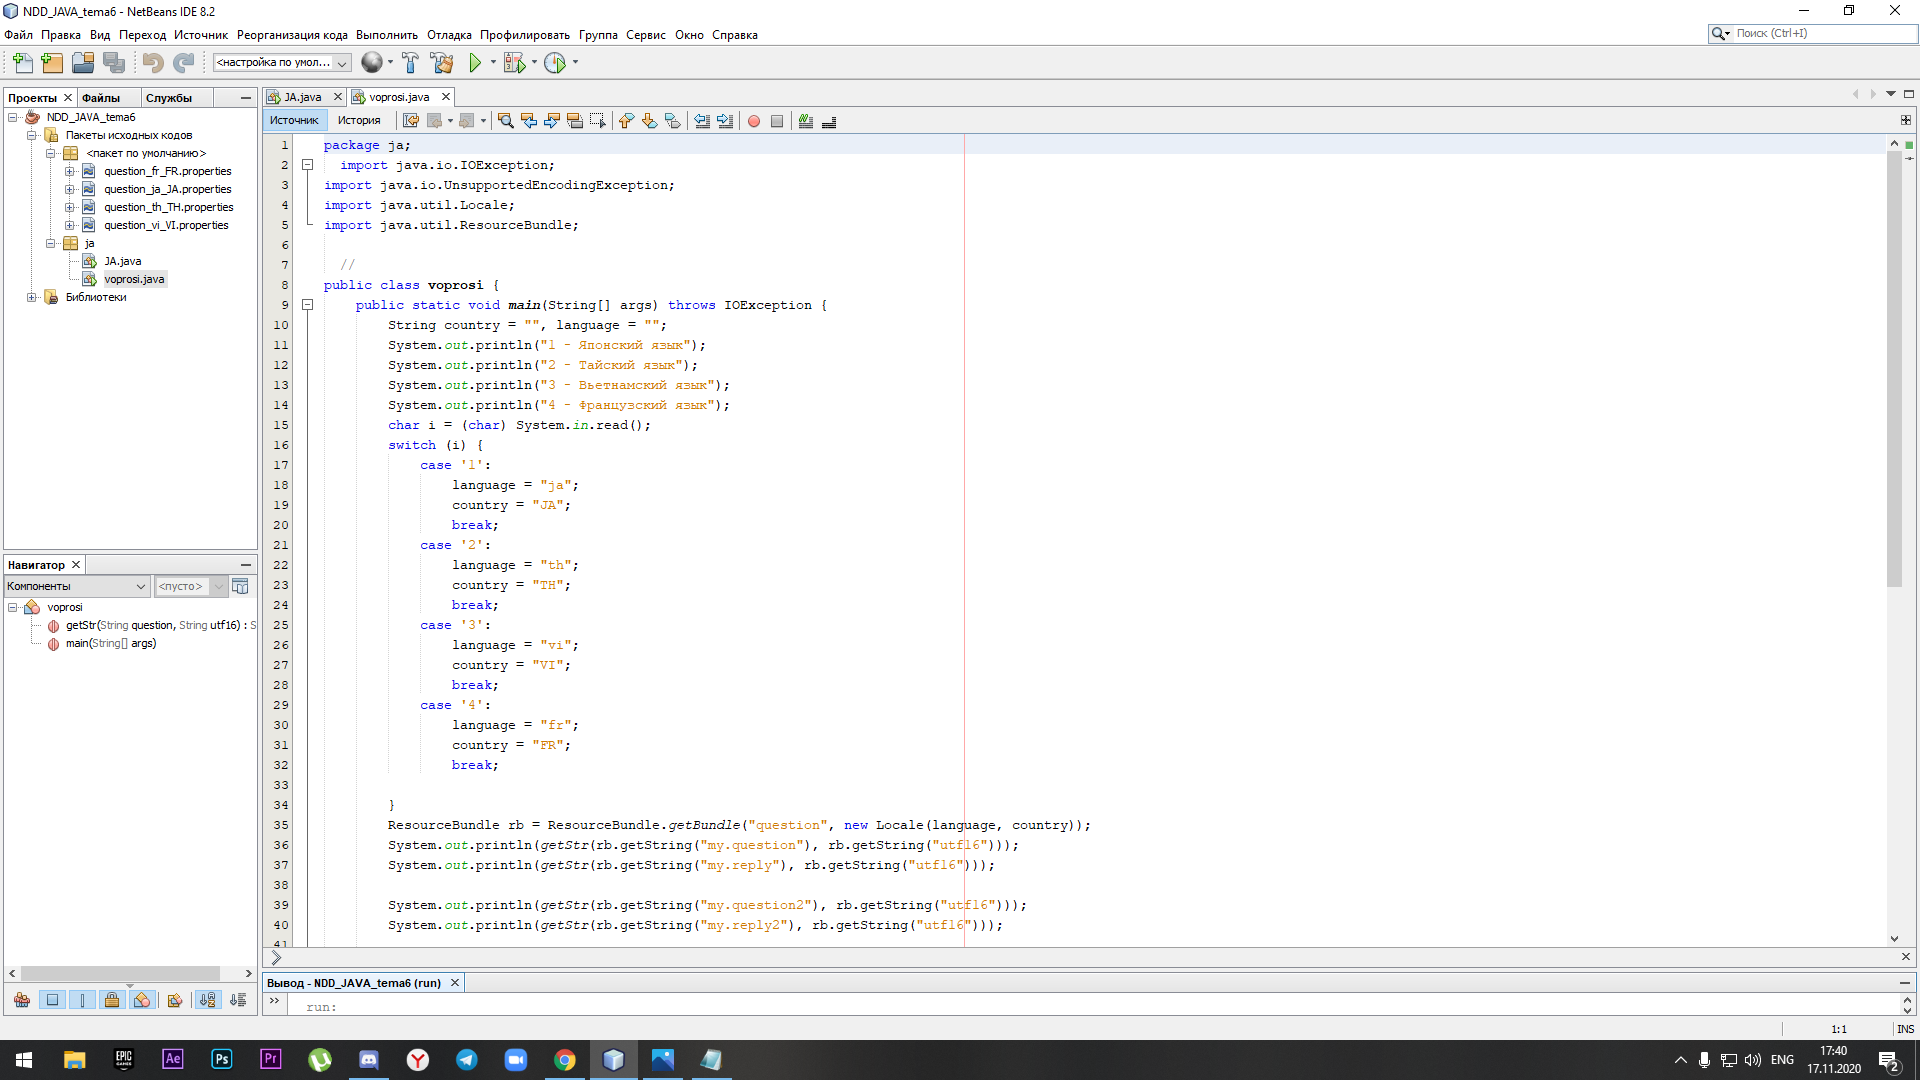 NDD_JAVA_tema6 - NetBeans IDE 8.2
Файл Правка Вид Переход Источник Реорганизация кода Выполнить Отладка Профилировать Группа Сервис Окно Справка
Поиск (Ctrl+I)
<настройка по умол...
Проекты Файлы Службы
NDD_JAVA_tema6
Пакеты исходных кодов
<пакет по умолчанию>
question_fr_FR.properties
question_ja_JA.properties
question_th_TH.properties
question_vi_VI.properties
ja
JA.java
voprosi.java
Библиотеки
Навигатор
Компоненты <пусто>
voprosi
getStr(String question, String utf16) : S
main(String[] args)
JA.java voprosi.java
Источник История
1 package ja;
2 import java.io.IOException;
3 import java.io.UnsupportedEncodingException;
4 import java.util.Locale;
5 import java.util.ResourceBundle;
6
7 //
8 public class voprosi {
9 public static void main(String[] args) throws IOException {
10 String country = "", language = "";
11 System.out.println("1 - Японский язык");
12 System.out.println("2 - Тайский язык");
13 System.out.println("3 - Вьетнамский язык");
14 System.out.println("4 - Французский язык");
15 char i = (char) System.in.read();
16 switch (i) {
17 case '1':
18 language = "ja";
19 country = "JA";
20 break;
21 case '2':
22 language = "th";
23 country = "TH";
24 break;
25 case '3':
26 language = "vi";
27 country = "VI";
28 break;
29 case '4':
30 language = "fr";
31 country = "FR";
32 break;
33
34 }
35 ResourceBundle rb = ResourceBundle.getBundle("question", new Locale(language, country));
36 System.out.println(getStr(rb.getString("my.question"), rb.getString("utf16")));
37 System.out.println(getStr(rb.getString("my.reply"), rb.getString("utf16")));
38
39 System.out.println(getStr(rb.getString("my.question2"), rb.getString("utf16")));
40 System.out.println(getStr(rb.getString("my.reply2"), rb.getString("utf16")));
41
Вывод - NDD_JAVA_tema6 (run)
run:
1:1 INS
EPIC GAMES Ae Ps Pr
ENG 17:40
17.11.2020
2